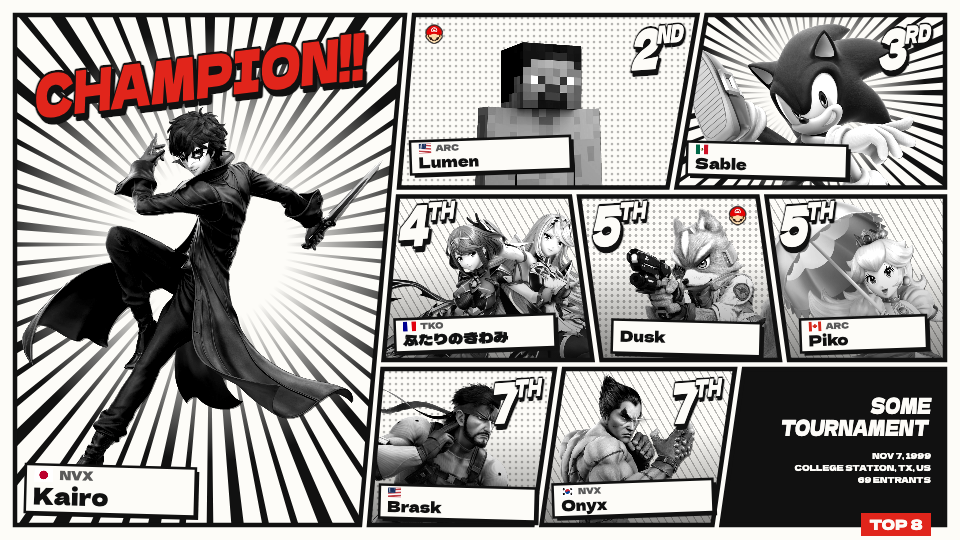 CHAMPION!!
NVX
Kairo
2ND
ARC
Lumen
3RD
Sable
4TH
TKO
ふたりのきわみ
5TH
Dusk
5TH
ARC
Piko
7TH
Brask
7TH
NVX
Onyx
SOME
TOURNAMENT
NOV 7, 1999
COLLEGE STATION, TX, US
69 ENTRANTS
TOP 8